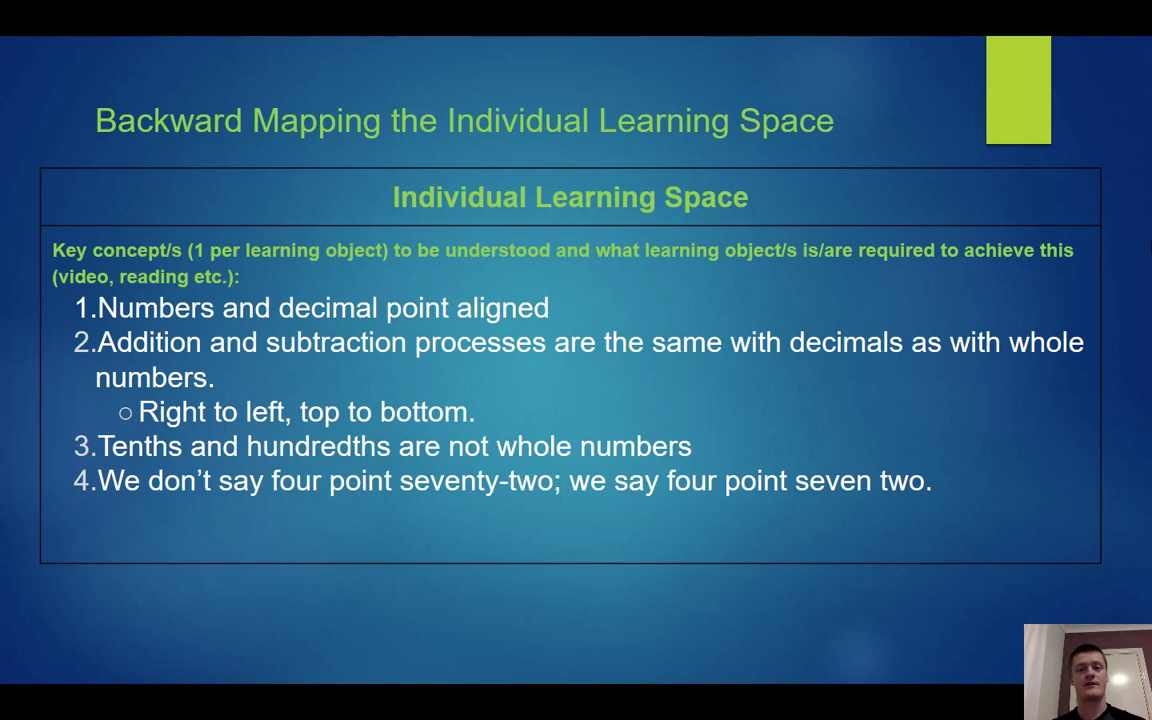 Backward Mapping the Individual Learning Space
Individual Learning Space
Key concept/s (1 per learning object) to be understood and what learning object/s is/are required to achieve this
(video, reading etc.):
1.Numbers and decimal point aligned
2.Addition and subtraction processes are the same with decimals as with whole
numbers.
○ Right to left, top to bottom.
3.Tenths and hundredths are not whole numbers
4.We don’t say four point seventy-two; we say four point seven two.